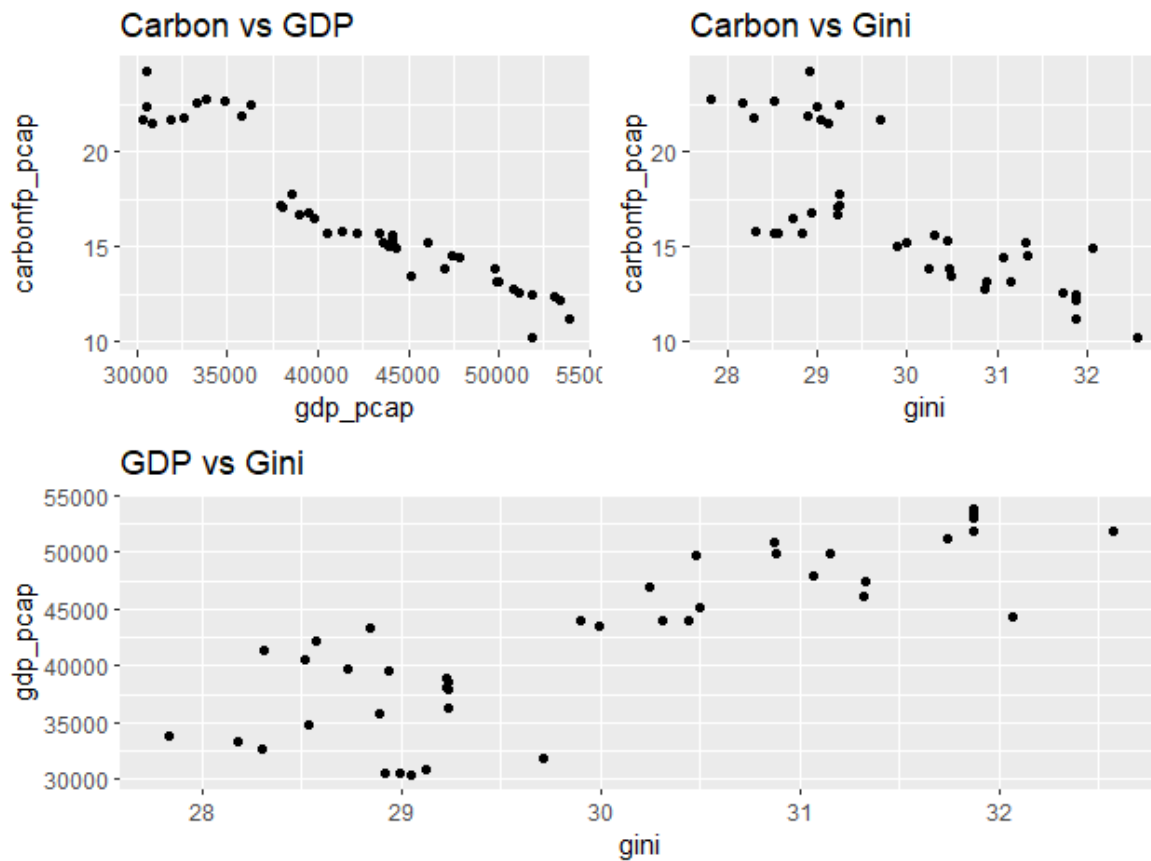 Carbon vs GDP
carbonfp_pcap
20
15
10
30000 35000 40000 45000 50000 5500
gdp_pcap
Carbon vs Gini
carbonfp_pcap
20
15
10
28 29 30 31 32
gini
GDP vs Gini
gdp_pcap
55000
50000
45000
40000
35000
30000
28 29 30 31 32
gini